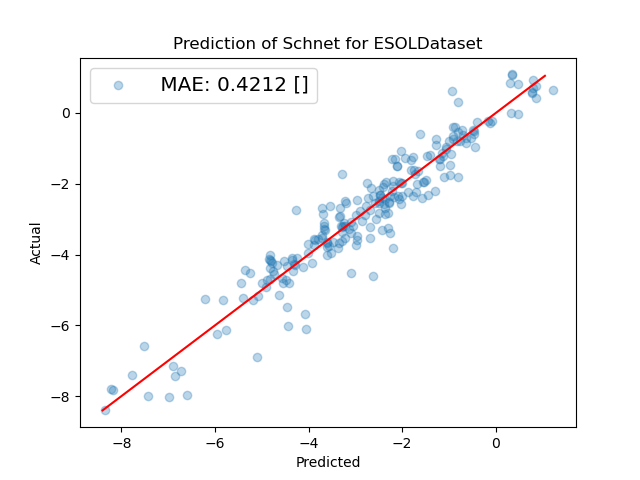 Prediction of Schnet for ESOLDataset
MAE: 0.4212 []
0
−2
−4
−6
−8
Actual
−8 −6 −4 −2 0
Predicted